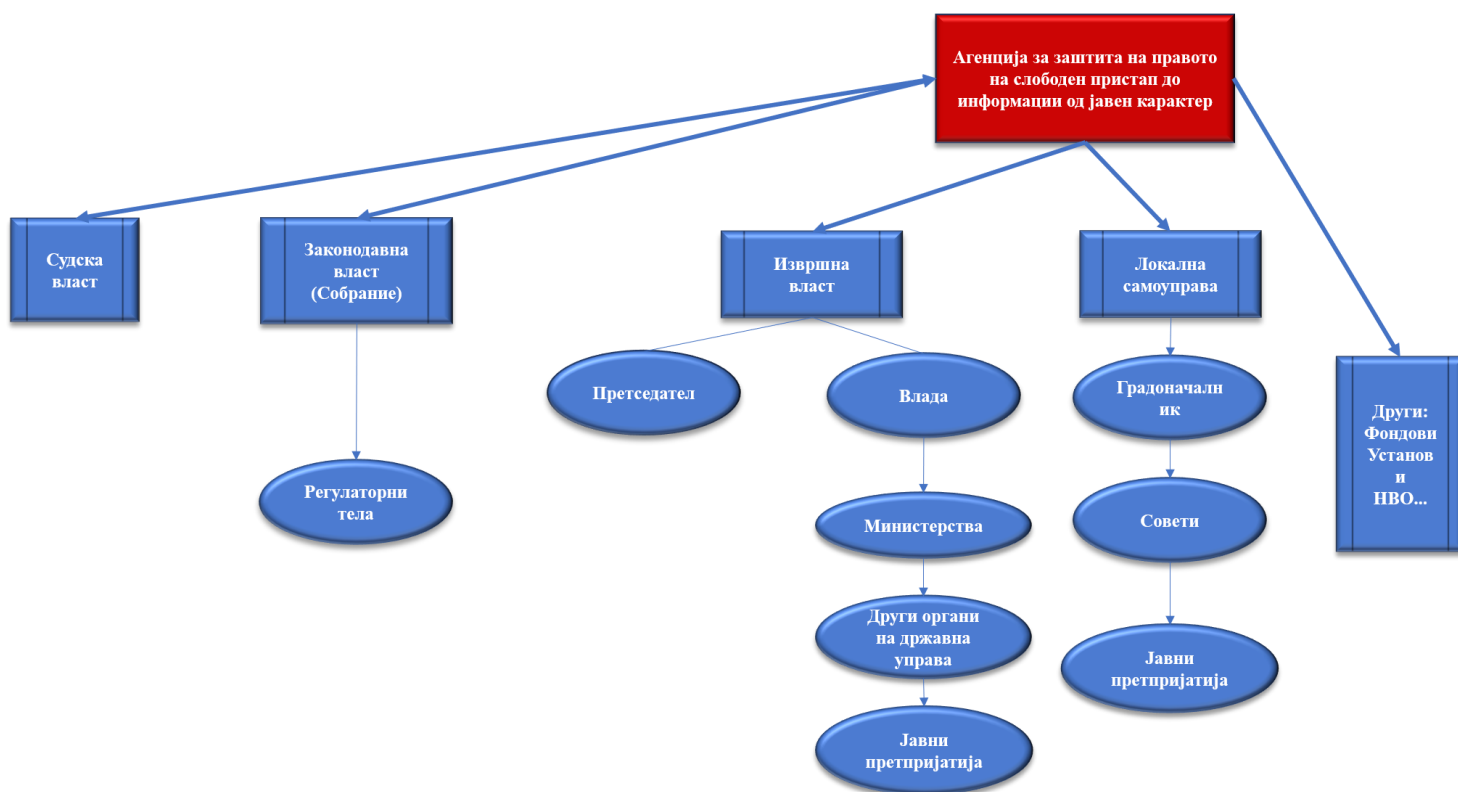 Агенција за заштита на правото
на слободен пристап до
информации од јавен карактер
Судска
власт
Законодавна
власт
(Собрание)
Извршна
власт
Локална
самоуправа
Претседател
Влада
Градоначалн
ик
Други:
Фондови
Установ
и
НВО...
Регулаторни
тела
Министерства
Совети
Други органи
на државна
управа
Јавни
претпријатија
Јавни
претпријатија